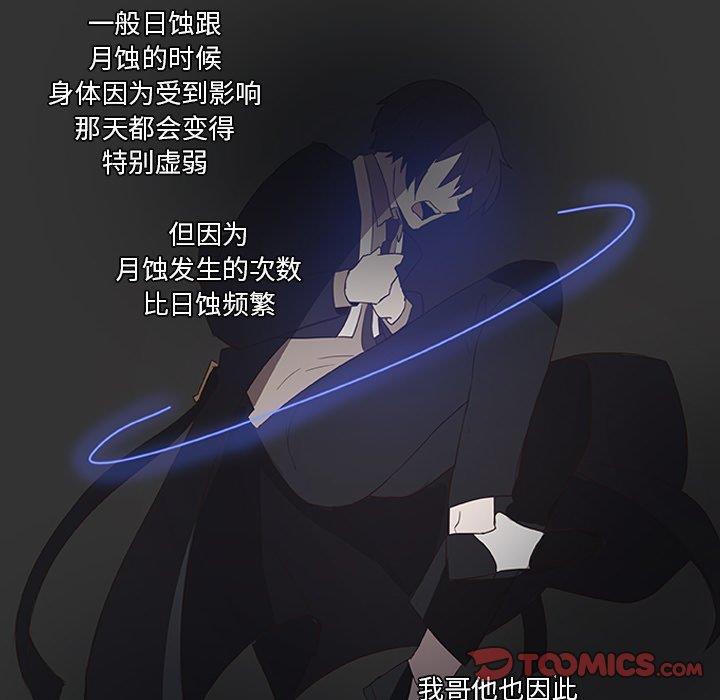 一般日蚀跟
月蚀的时候
身体因为受到影响
那天都会变得
特别虚弱
但因为
月蚀发生的次数
比日蚀频繁
我哥他也因此
TOOMICS.COM